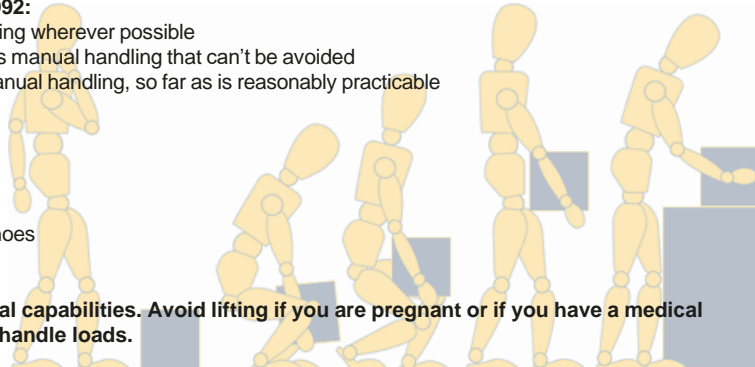 92:
ing wherever possible
s manual handling that can't be avoided
anual handling, so far as is reasonably practicable
hoes
al capabilities. Avoid lifting if you are pregnant or if you have a medical
handle loads.